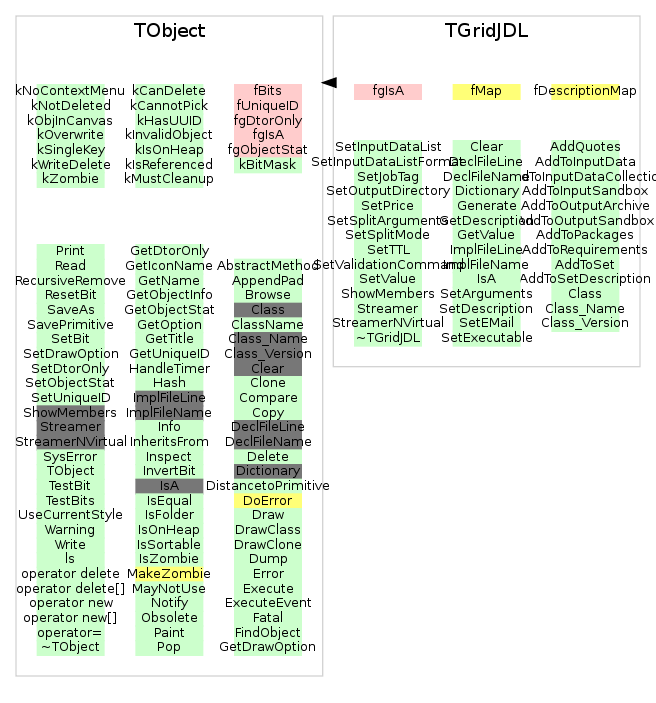 TObject
kNoContextMenu
kNotDeleted
kObjInCanvas
kOverwrite
kSingleKey
kWriteDelete
kZombie
kCanDelete
kCannotPick
kHasUUID
kInvalidObject
kIsOnHeap
kIsReferenced
kMustCleanup
fBits
fUniqueID
fgDtorOnly
fgIsA
fgObjectStat
kBitMask
Print
Read
RecursiveRemove
ResetBit
SaveAs
SavePrimitive
SetBit
SetDrawOption
SetDtorOnly
SetObjectStat
SetUniqueID
ShowMembers
Streamer
StreamerNVirtual
SysError
TObject
TestBit
TestBits
UseCurrentStyle
Warning
Write
ls
operator delete
operator delete[]
operator new
operator new[]
operator=
~TObject
GetDtorOnly
GetIconName
GetName
GetObjectInfo
GetObjectStat
GetOption
GetTitle
GetUniqueID
HandleTimer
Hash
ImplFileLine
ImplFileName
Info
InheritsFrom
Inspect
InvertBit
IsA
IsEqual
IsFolder
IsOnHeap
IsSortable
IsZombie
MakeZombie
MayNotUse
Notify
Obsolete
Paint
Pop
AbstractMethod
AppendPad
Browse
Class
ClassName
Class_Name
Class_Version
Clear
Clone
Compare
Copy
DeclFileLine
DeclFileName
Delete
Dictionary
DistancetoPrimitive
DoError
Draw
DrawClass
DrawClone
Dump
Error
Execute
ExecuteEvent
Fatal
FindObject
GetDrawOption
TGridJDL
fgIsA
fMap
fDescriptionMap
SetInputDataList
SetInputDataListFormat
SetJobTag
SetOutputDirectory
SetPrice
SetSplitArguments
SetSplitMode
SetTTL
SetValidationCommand
SetValue
ShowMembers
Streamer
StreamerNVirtual
~TGridJDL
Clear
DeclFileLine
DeclFileName
Dictionary
Generate
GetDescription
GetValue
ImplFileLine
ImplFileName
IsA
SetArguments
SetDescription
SetEMail
SetExecutable
AddQuotes
AddToInputData
AddToInputSandbox
AddToOutputArchive
AddToOutputSandbox
AddToPackages
AddToRequirements
AddToSet
AddToSetDescription
Class
Class_Name
Class_Version